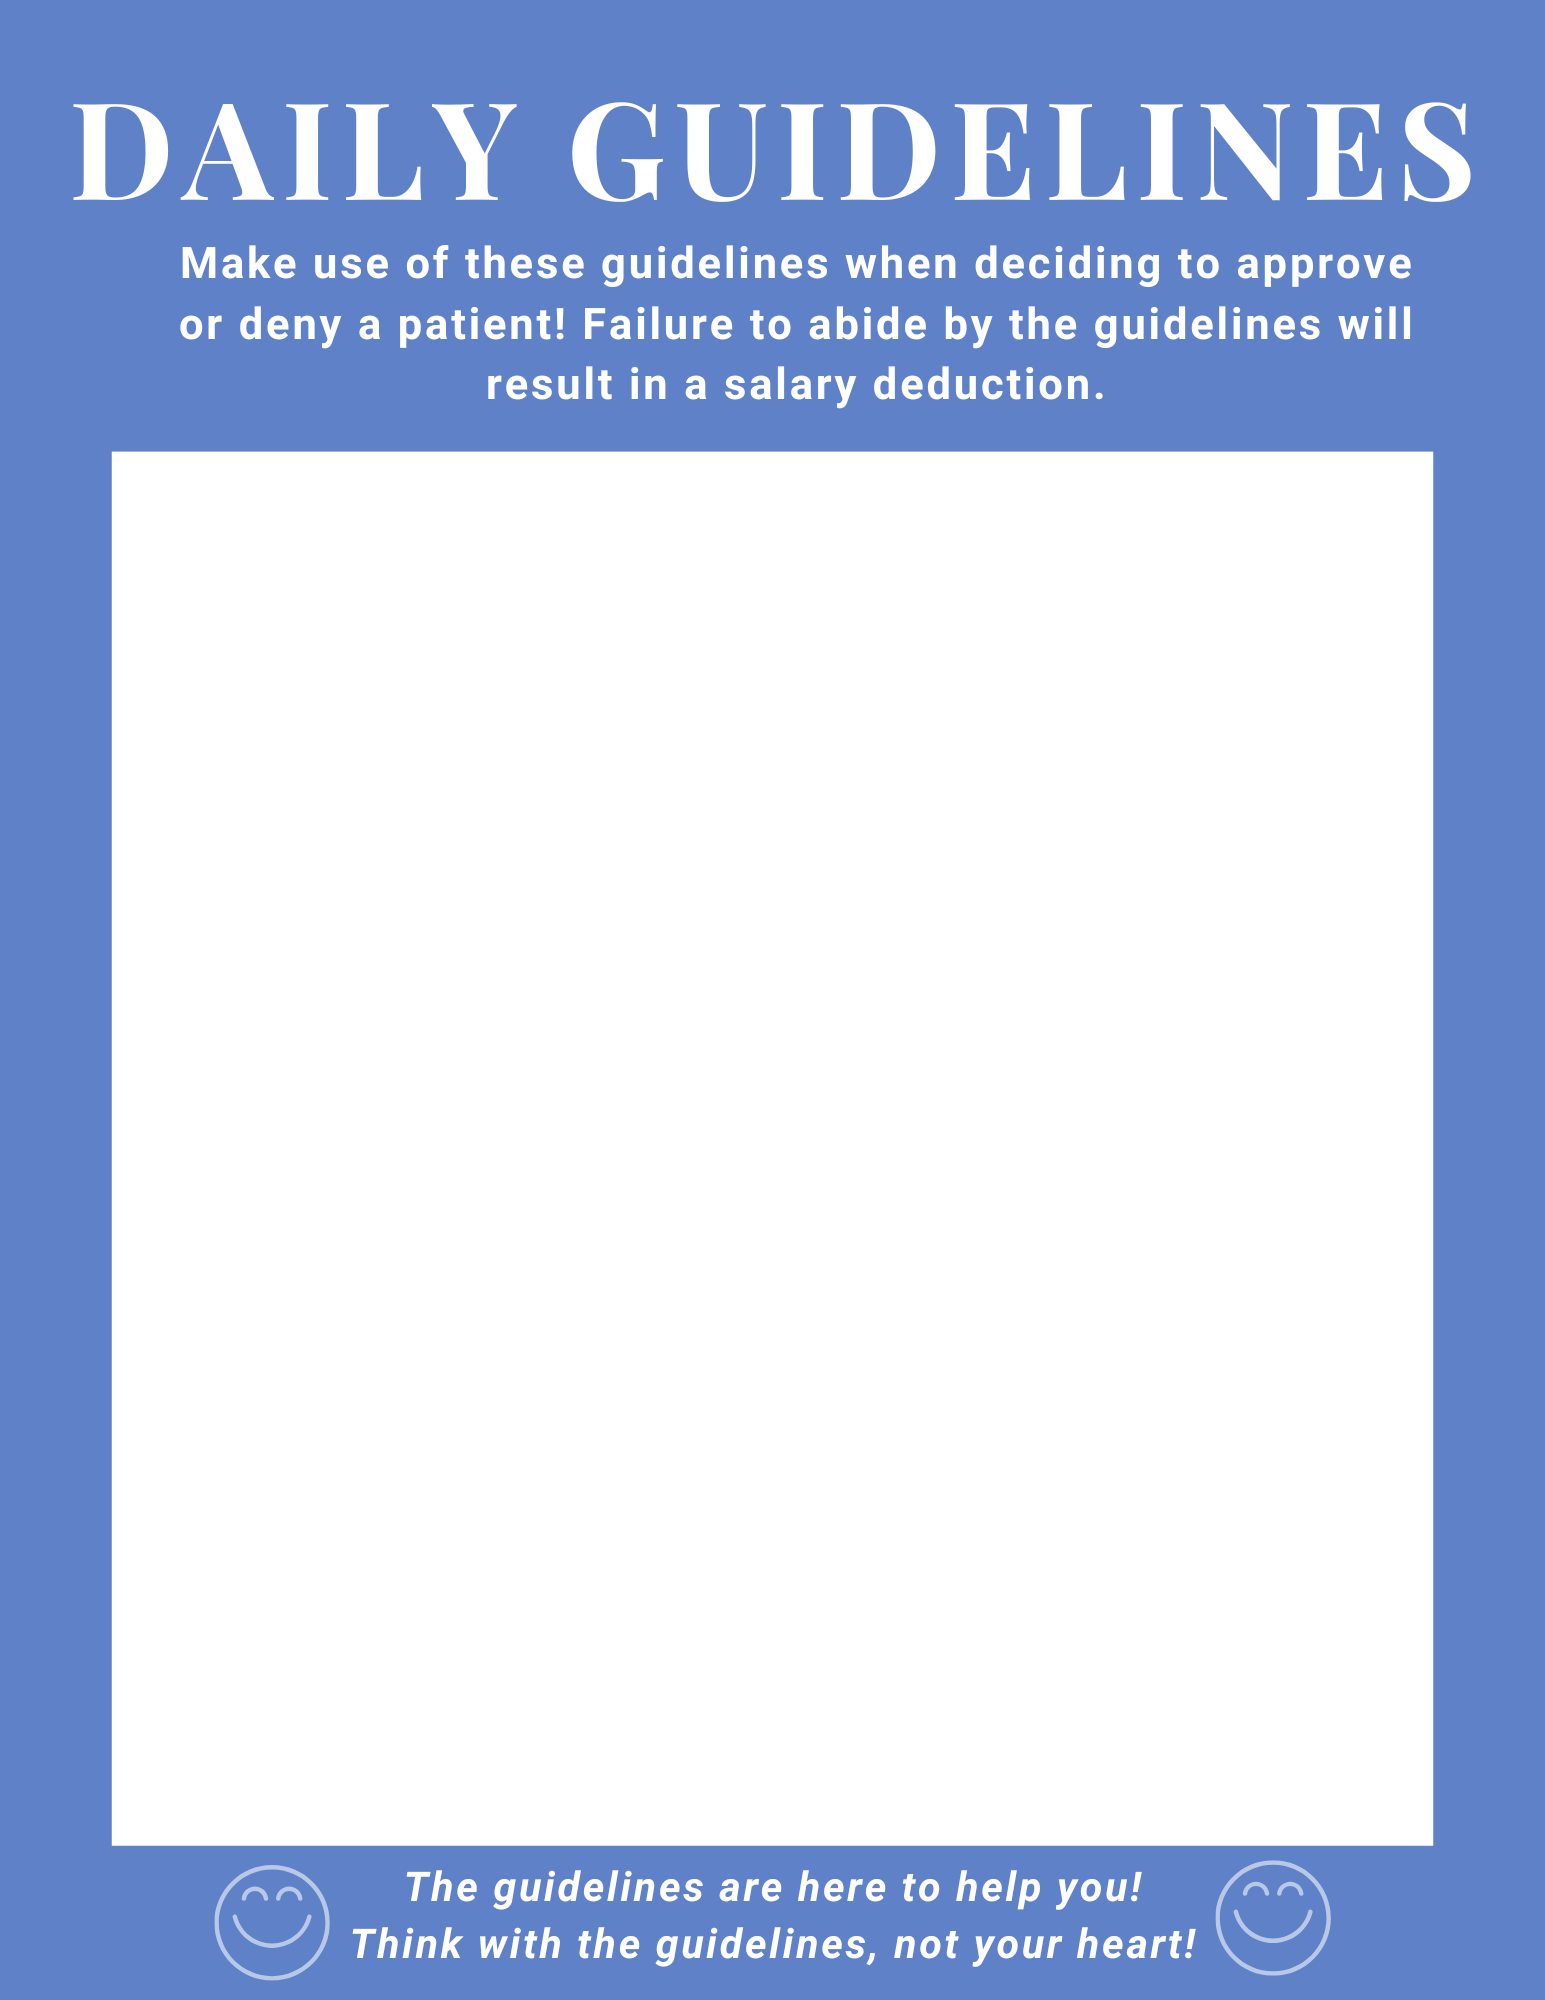 DAILY GUIDELINES
Make use of these guidelines when deciding to approve
or deny a patient! Failure to abide by the guidelines will
result in a salary deduction.
The guidelines are here to help you!
Think with the guidelines, not your heart!